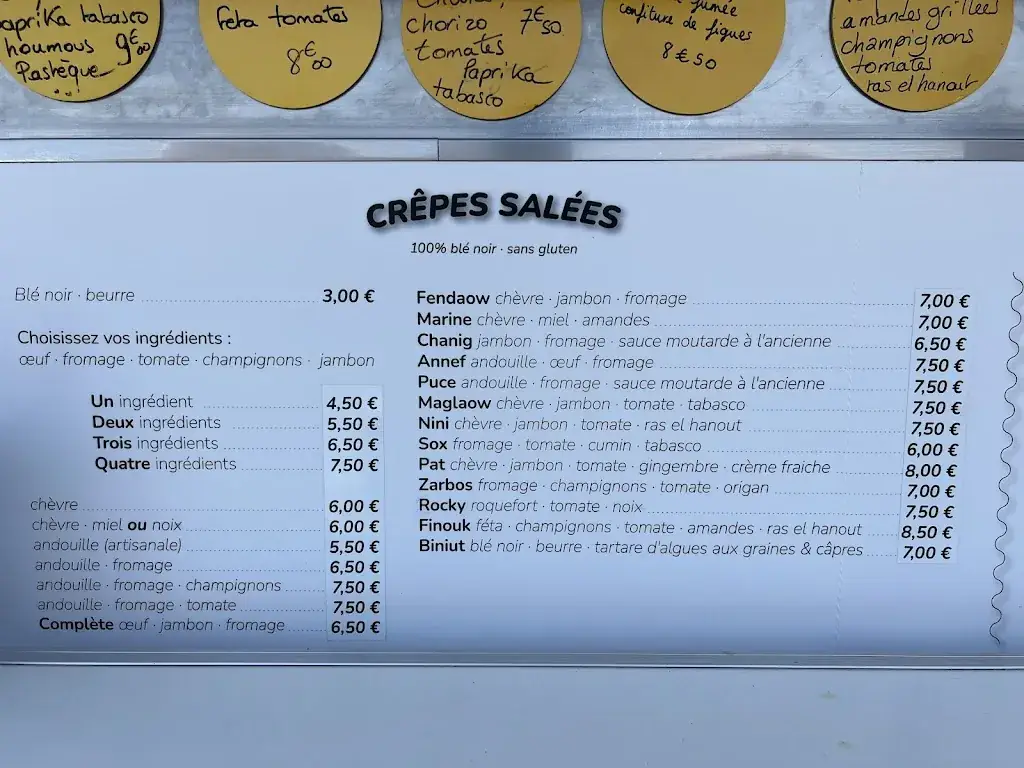 paprika tabasco
houmous 9€00
Pastèque
feta tomates
8€00
chorizo 7€50
tomates
Paprika
tabasco
fumée
confiture de figues
8€50
amandes grillées
champignons
tomates
ras el hanout
CRÊPES SALÉES
100% blé noir · sans gluten
Blé noir · beurre 3,00 €
Choisissez vos ingrédients :
œuf · fromage · tomate · champignons · jambon
Un ingrédient 4,50 €
Deux ingrédients 5,50 €
Trois ingrédients 6,50 €
Quatre ingrédients 7,50 €
chèvre 6,00 €
chèvre · miel ou noix 6,00 €
andouille (artisanale) 5,50 €
andouille · fromage 6,50 €
andouille · fromage · champignons 7,50 €
andouille · fromage · tomate 7,50 €
Complète œuf · jambon · fromage 6,50 €
Fendaow chèvre · jambon · fromage 7,00 €
Marine chèvre · miel · amandes 7,00 €
Chanig jambon · fromage · sauce moutarde à l'ancienne 6,50 €
Annef andouille · œuf · fromage 7,50 €
Puce andouille · fromage · sauce moutarde à l'ancienne 7,50 €
Maglaow chèvre · jambon · tomate · tabasco 7,50 €
Nini chèvre · jambon · tomate · ras el hanout 7,50 €
Sox fromage · tomate · cumin · tabasco 6,00 €
Pat chèvre · jambon · tomate · gingembre · crème fraiche 8,00 €
Zarbos fromage · champignons · tomate · origan 7,00 €
Rocky roquefort · tomate · noix 7,50 €
Finouk féta · champignons · tomate · amandes · ras el hanout 8,50 €
Biniut blé noir · beurre · tartare d'algues aux graines & câpres 7,00 €